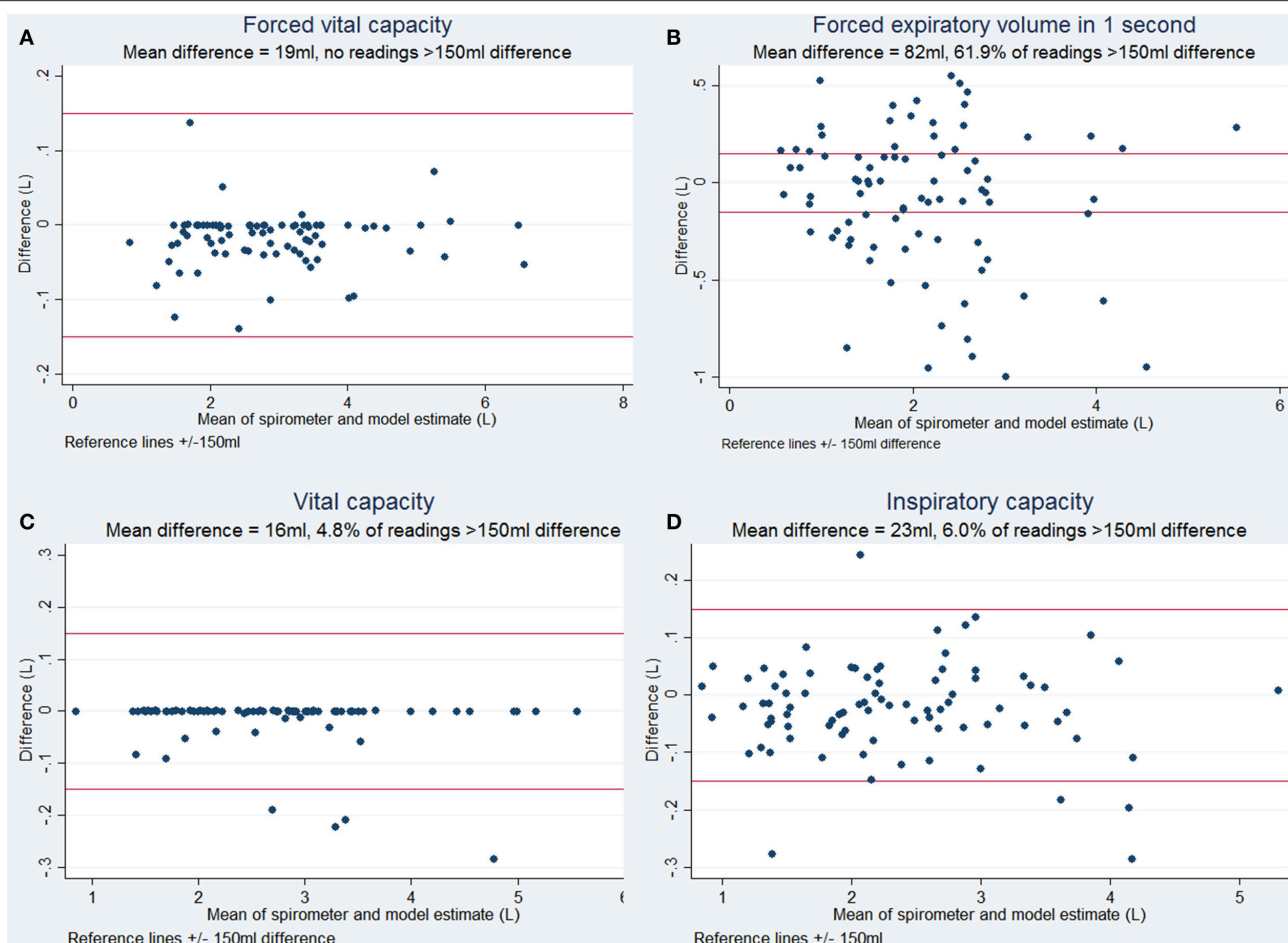 A
Forced vital capacity
Mean difference = 19ml, no readings >150ml difference
Difference (L)
.2
.1
0
-.1
-.2
0 2 4 6 8
Mean of spirometer and model estimate (L)
Reference lines +/-150ml
B
Forced expiratory volume in 1 second
Mean difference = 82ml, 61.9% of readings >150ml difference
Difference (L)
.5
0
-.5
-1
0 2 4 6
Mean of spirometer and model estimate (L)
Reference lines +/- 150ml difference
C
Vital capacity
Mean difference = 16ml, 4.8% of readings >150ml difference
Difference (L)
.3
.2
.1
0
-.1
-.2
-.3
1 2 3 4 5 6
Mean of spirometer and model estimate (L)
Reference lines +/- 150ml difference
D
Inspiratory capacity
Mean difference = 23ml, 6.0% of readings >150ml difference
Difference (L)
.2
.1
0
-.1
-.2
-.3
1 2 3 4 5
Mean of spirometer and model estimate (L)
Reference lines +/- 150ml